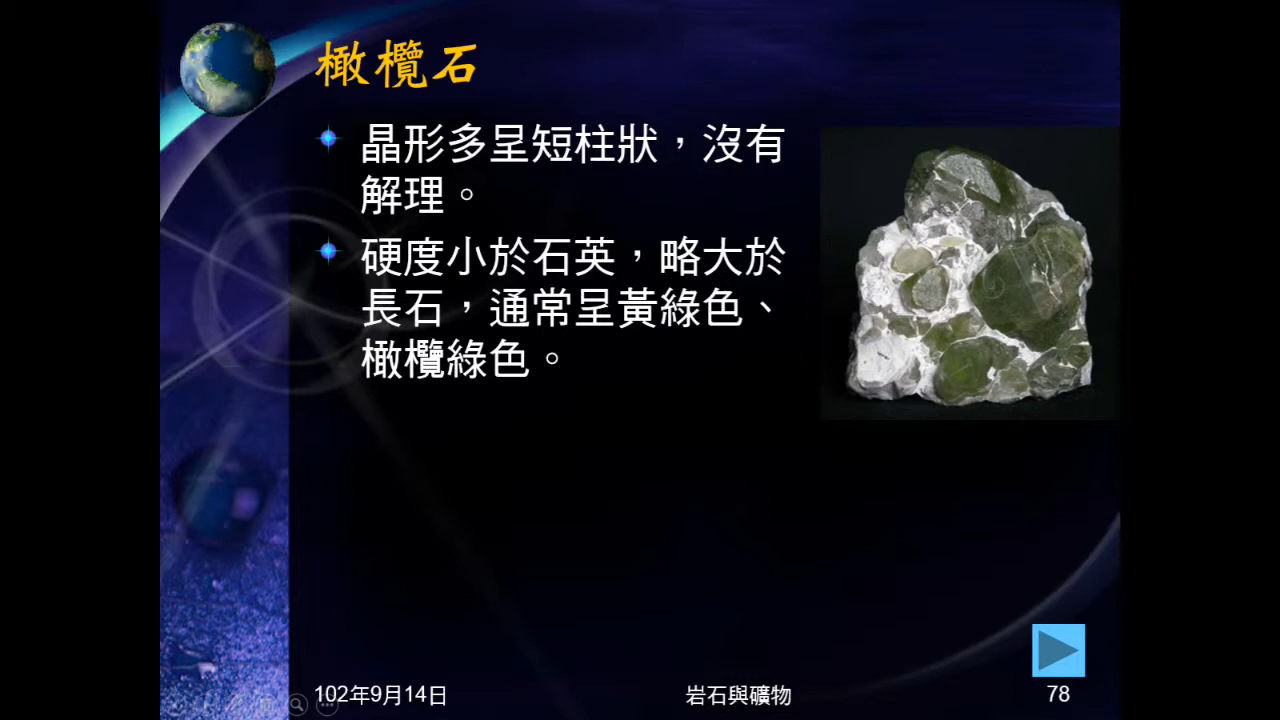 橄欖石
晶形多呈短柱狀，沒有
解理。
硬度小於石英，略大於
長石，通常呈黃綠色、
橄欖綠色。
102年9月14日
岩石與礦物
78